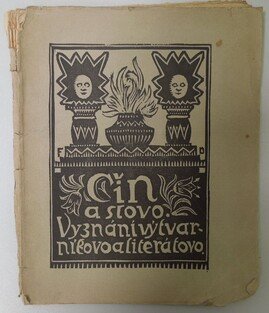 F D
Čin
a slovo:
Vyznání výtvar-
níkovo a literátovo